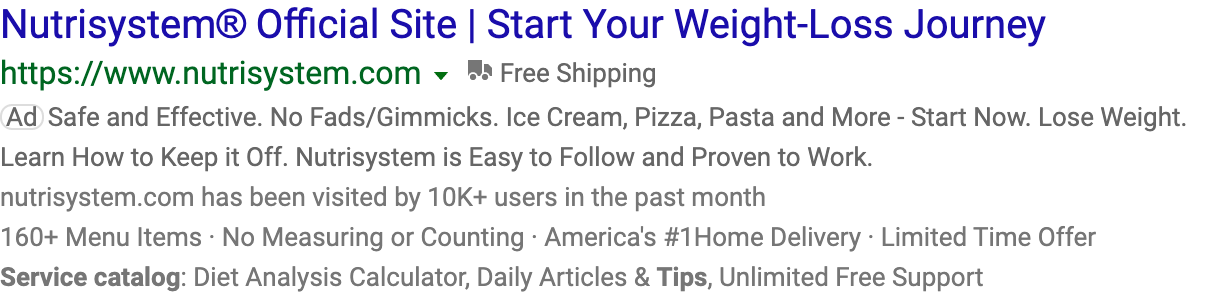 Nutrisystem® Official Site | Start Your Weight-Loss Journey
https://www.nutrisystem.com Free Shipping
Ad Safe and Effective. No Fads/Gimmicks. Ice Cream, Pizza, Pasta and More - Start Now. Lose Weight.
Learn How to Keep it Off. Nutrisystem is Easy to Follow and Proven to Work.
nutrisystem.com has been visited by 10K+ users in the past month
160+ Menu Items · No Measuring or Counting · America's #1Home Delivery · Limited Time Offer
Service catalog: Diet Analysis Calculator, Daily Articles & Tips, Unlimited Free Support